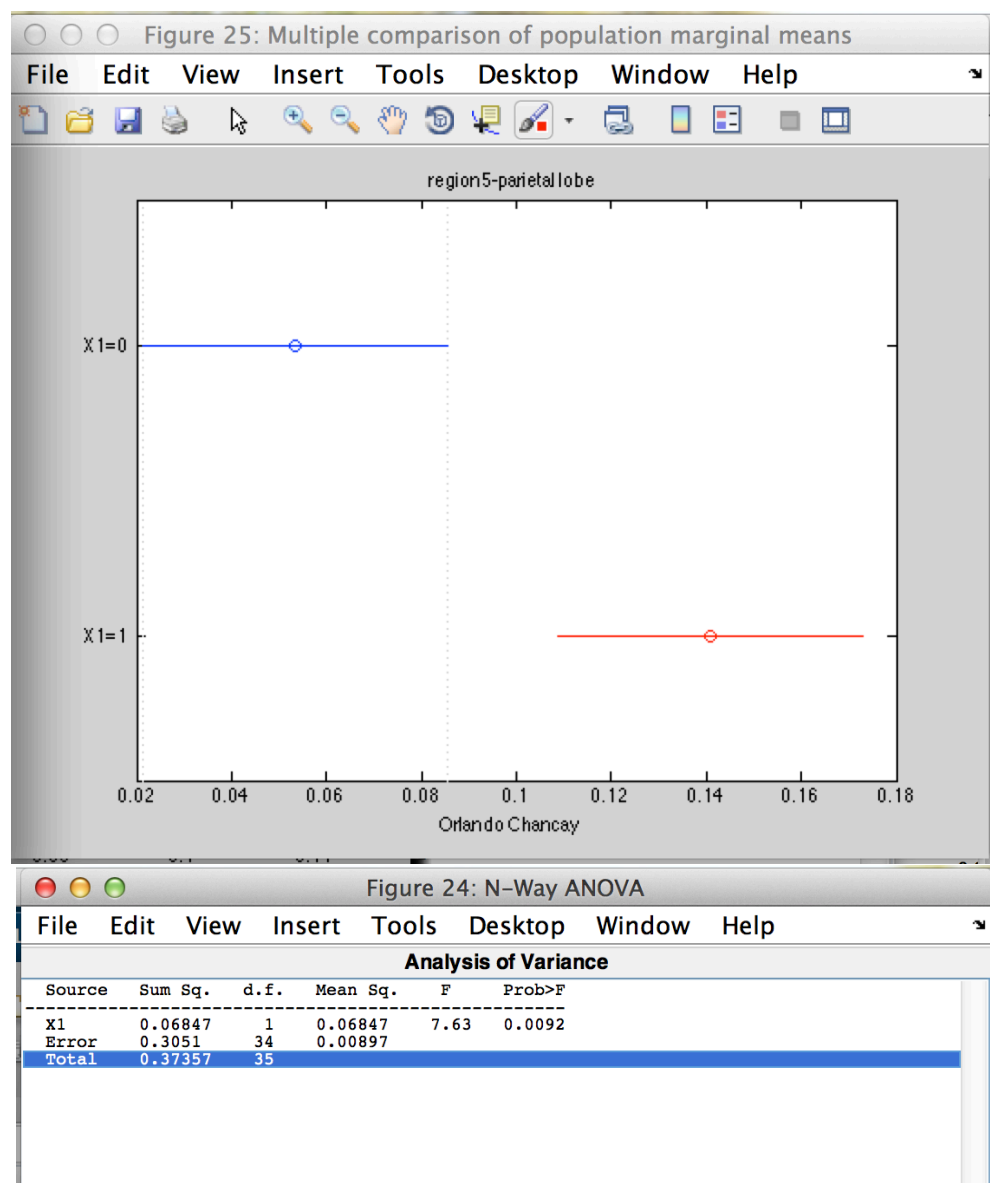 Figure 25: Multiple comparison of population marginal means
File Edit View Insert Tools Desktop Window Help
region5-parietal lobe
X1=0
X1=1
0.02 0.04 0.06 0.08 0.1 0.12 0.14 0.16 0.18
Orlando Chancay
Figure 24: N-Way ANOVA
File Edit View Insert Tools Desktop Window Help
Analysis of Variance
Source Sum Sq. d.f. Mean Sq. F Prob>F
X1 0.06847 1 0.06847 7.63 0.0092
Error 0.3051 34 0.00897
Total 0.37357 35